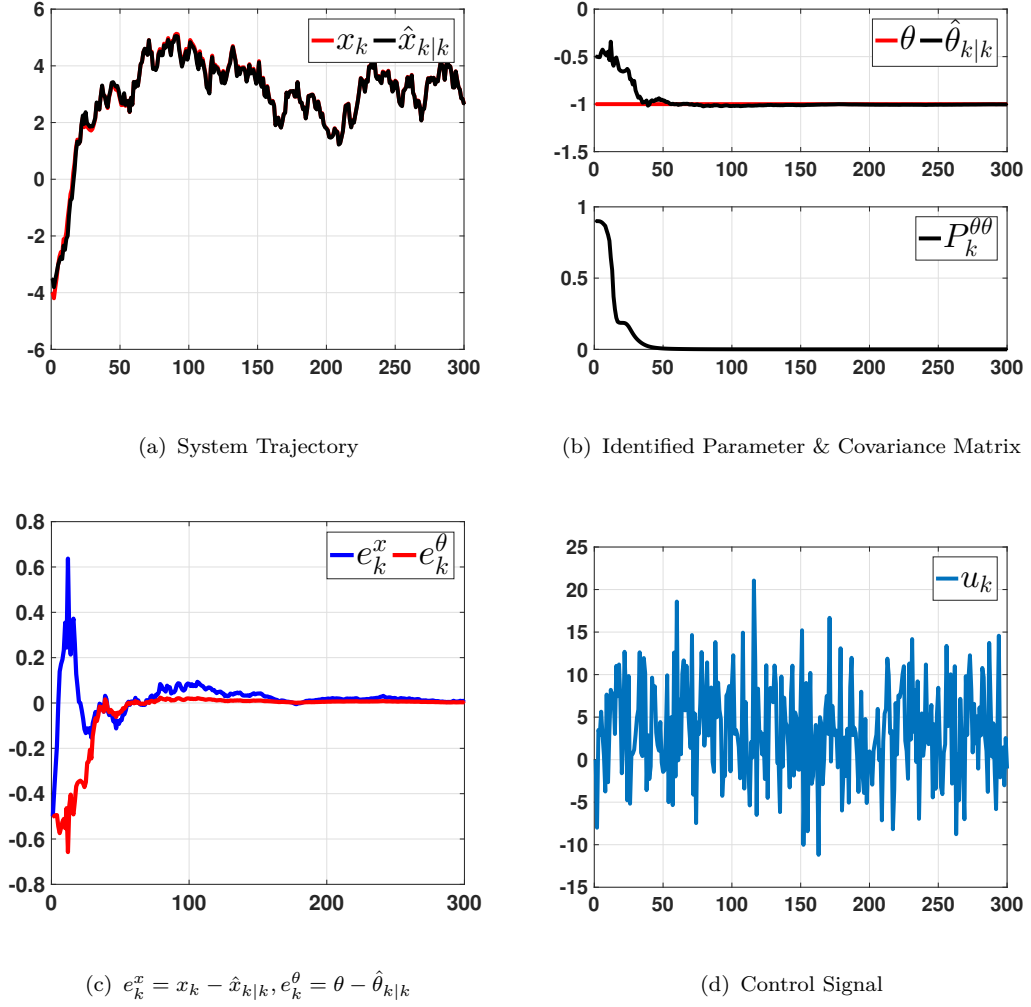 6
4
2
0
-2
-4
-6
0 50 100 150 200 250 300
x_k x̂_{k|k}
(a) System Trajectory
0
-0.5
-1
-1.5
0 50 100 150 200 250 300
θ θ̂_{k|k}
1
0.5
0
0 50 100 150 200 250 300
P_k^{θθ}
(b) Identified Parameter & Covariance Matrix
0.8
0.6
0.4
0.2
0
-0.2
-0.4
-0.6
-0.8
0 100 200 300
e_k^x e_k^θ
(c) e_k^x = x_k − x̂_{k|k}, e_k^θ = θ − θ̂_{k|k}
25
20
15
10
5
0
-5
-10
-15
0 50 100 150 200 250 300
u_k
(d) Control Signal